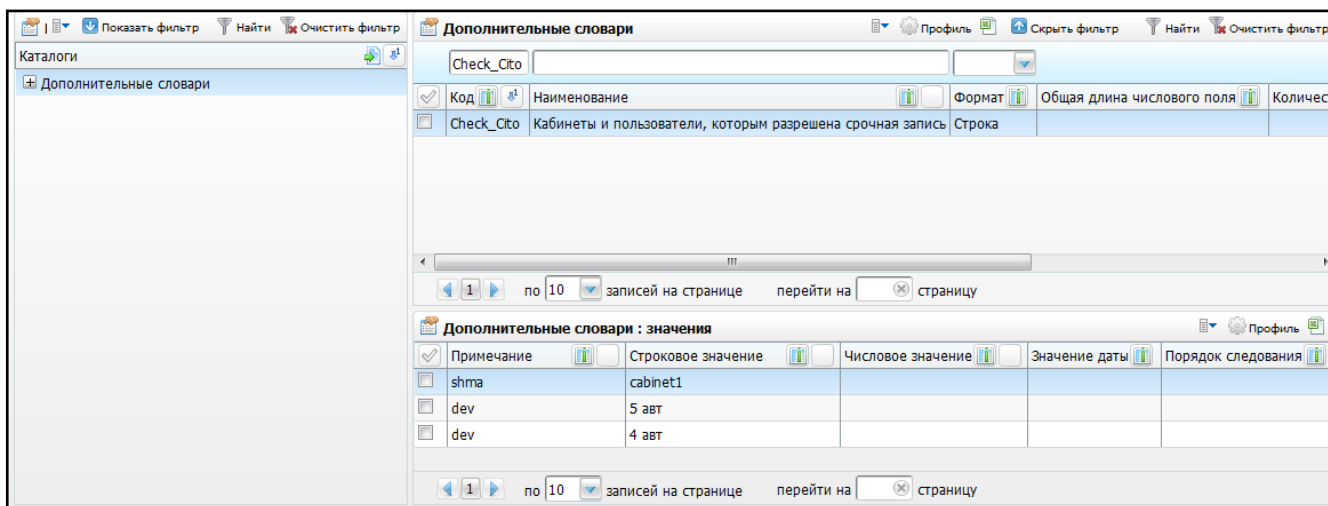 Показать фильтр Найти Очистить фильтр
Каталоги
Дополнительные словари
Дополнительные словари Профиль Скрыть фильтр Найти Очистить фильтр
Check_Cito
Код Наименование Формат Общая длина числового поля Количес
Check_Cito Кабинеты и пользователи, которым разрешена срочная запись Строка
1 по 10 записей на странице перейти на страницу
Дополнительные словари : значения Профиль
Примечание Строковое значение Числовое значение Значение даты Порядок следования
shma cabinet1
dev 5 авт
dev 4 авт
1 по 10 записей на странице перейти на страницу